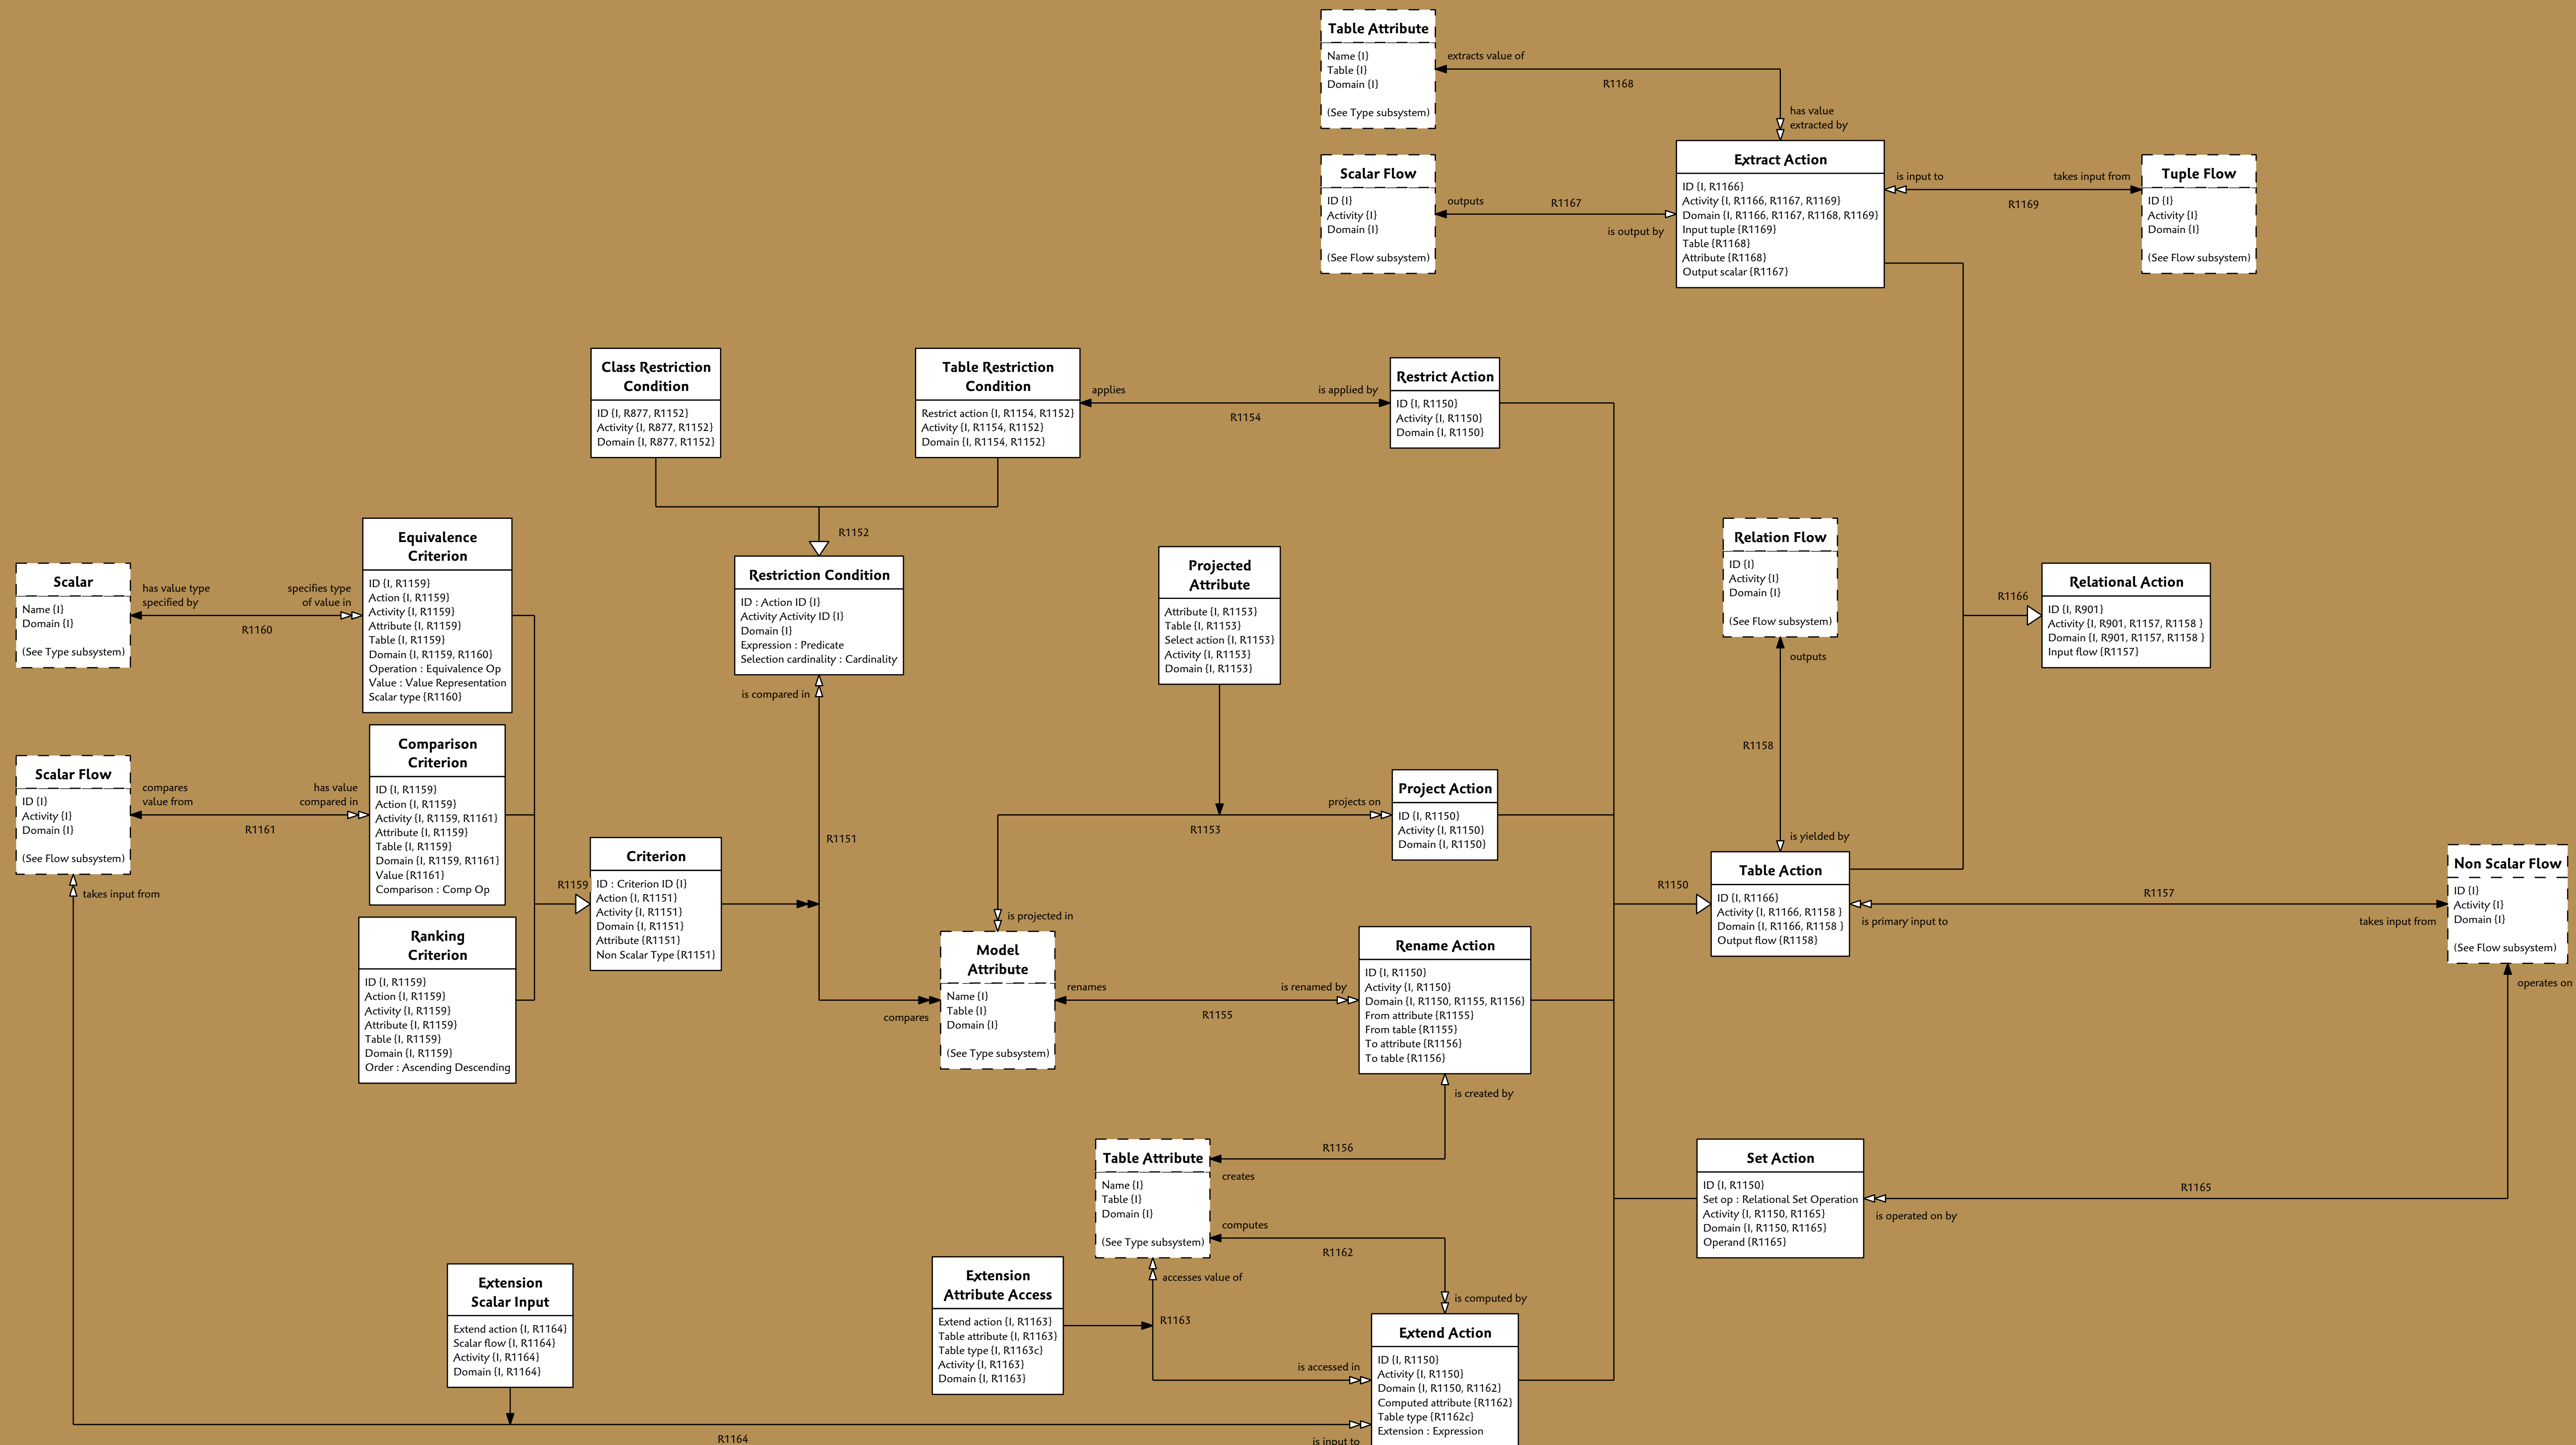 Table Attribute
Name {I}
Table {I}
Domain {I}
(See Type subsystem)
extracts value of
R1168
has value
extracted by
Scalar Flow
ID {I}
Activity {I}
Domain {I}
(See Flow subsystem)
outputs
R1167
is output by
Extract Action
ID {I, R1166}
Activity {I, R1166, R1167, R1169}
Domain {I, R1166, R1167, R1168, R1169}
Input tuple {R1169}
Table {R1168}
Attribute {R1168}
Output scalar {R1167}
is input to
takes input from
R1169
Tuple Flow
ID {I}
Activity {I}
Domain {I}
(See Flow subsystem)
Class Restriction
Condition
ID {I, R877, R1152}
Activity {I, R877, R1152}
Domain {I, R877, R1152}
Table Restriction
Condition
Restrict action {I, R1154, R1152}
Activity {I, R1154, R1152}
Domain {I, R1154, R1152}
applies
is applied by
R1154
Restrict Action
ID {I, R1150}
Activity {I, R1150}
Domain {I, R1150}
R1152
Scalar
Name {I}
Domain {I}
(See Type subsystem)
has value type
specified by
specifies type
of value in
R1160
Equivalence
Criterion
ID {I, R1159}
Action {I, R1159}
Activity {I, R1159}
Attribute {I, R1159}
Table {I, R1159}
Domain {I, R1159, R1160}
Operation : Equivalence Op
Value : Value Representation
Scalar type {R1160}
Restriction Condition
ID : Action ID {I}
Activity Activity ID {I}
Domain {I}
Expression : Predicate
Selection cardinality : Cardinality
is compared in
Projected
Attribute
Attribute {I, R1153}
Table {I, R1153}
Select action {I, R1153}
Activity {I, R1153}
Domain {I, R1153}
Relation Flow
ID {I}
Activity {I}
Domain {I}
(See Flow subsystem)
outputs
R1158
is yielded by
R1166
Relational Action
ID {I, R901}
Activity {I, R901, R1157, R1158 }
Domain {I, R901, R1157, R1158 }
Input flow {R1157}
Scalar Flow
ID {I}
Activity {I}
Domain {I}
(See Flow subsystem)
compares
value from
has value
compared in
R1161
takes input from
Comparison
Criterion
ID {I, R1159}
Action {I, R1159}
Activity {I, R1159, R1161}
Attribute {I, R1159}
Table {I, R1159}
Domain {I, R1159, R1161}
Value {R1161}
Comparison : Comp Op
R1159
Criterion
ID : Criterion ID {I}
Action {I, R1151}
Activity {I, R1151}
Domain {I, R1151}
Attribute {R1151}
Non Scalar Type {R1151}
R1151
compares
projects on
R1153
is projected in
Project Action
ID {I, R1150}
Activity {I, R1150}
Domain {I, R1150}
R1150
Table Action
ID {I, R1166}
Activity {I, R1166, R1158 }
Domain {I, R1166, R1158 }
Output flow {R1158}
is primary input to
R1157
takes input from
Non Scalar Flow
ID {I}
Activity {I}
Domain {I}
(See Flow subsystem)
operates on
Ranking
Criterion
ID {I, R1159}
Action {I, R1159}
Activity {I, R1159}
Attribute {I, R1159}
Table {I, R1159}
Domain {I, R1159}
Order : Ascending Descending
Model
Attribute
Name {I}
Table {I}
Domain {I}
(See Type subsystem)
renames
is renamed by
R1155
Rename Action
ID {I, R1150}
Activity {I, R1150}
Domain {I, R1150, R1155, R1156}
From attribute {R1155}
From table {R1155}
To attribute {R1156}
To table {R1156}
is created by
R1156
creates
Table Attribute
Name {I}
Table {I}
Domain {I}
(See Type subsystem)
computes
R1162
is computed by
accesses value of
R1163
is accessed in
Set Action
ID {I, R1150}
Set op : Relational Set Operation
Activity {I, R1150, R1165}
Domain {I, R1150, R1165}
Operand {R1165}
R1165
is operated on by
Extension
Scalar Input
Extend action {I, R1164}
Scalar flow {I, R1164}
Activity {I, R1164}
Domain {I, R1164}
Extension
Attribute Access
Extend action {I, R1163}
Table attribute {I, R1163}
Table type {I, R1163c}
Activity {I, R1163}
Domain {I, R1163}
Extend Action
ID {I, R1150}
Activity {I, R1150}
Domain {I, R1150, R1162}
Computed attribute {R1162}
Table type {R1162c}
Extension : Expression
R1164
is input to